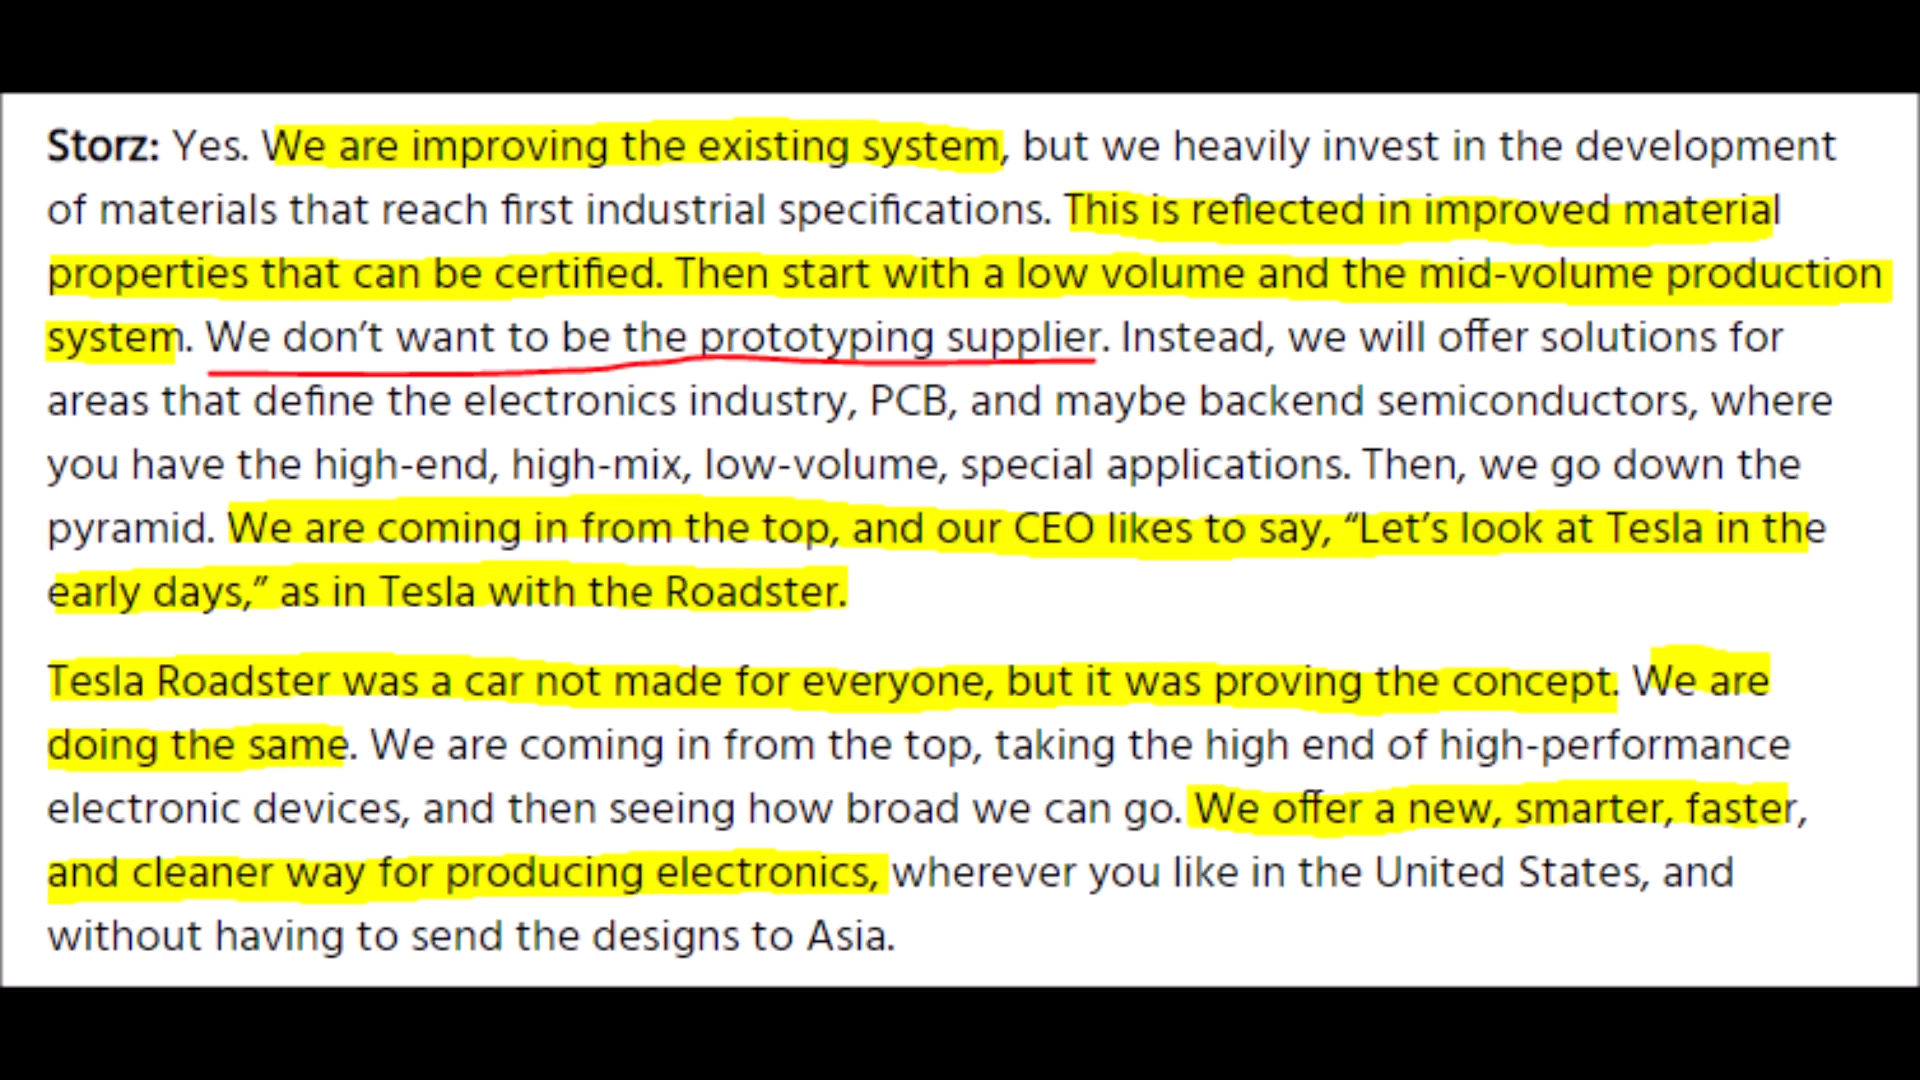 Storz: Yes. We are improving the existing system, but we heavily invest in the development
of materials that reach first industrial specifications. This is reflected in improved material
properties that can be certified. Then start with a low volume and the mid-volume production
system. We don’t want to be the prototyping supplier. Instead, we will offer solutions for
areas that define the electronics industry, PCB, and maybe backend semiconductors, where
you have the high-end, high-mix, low-volume, special applications. Then, we go down the
pyramid. We are coming in from the top, and our CEO likes to say, “Let’s look at Tesla in the
early days,” as in Tesla with the Roadster.
Tesla Roadster was a car not made for everyone, but it was proving the concept. We are
doing the same. We are coming in from the top, taking the high end of high-performance
electronic devices, and then seeing how broad we can go. We offer a new, smarter, faster,
and cleaner way for producing electronics, wherever you like in the United States, and
without having to send the designs to Asia.